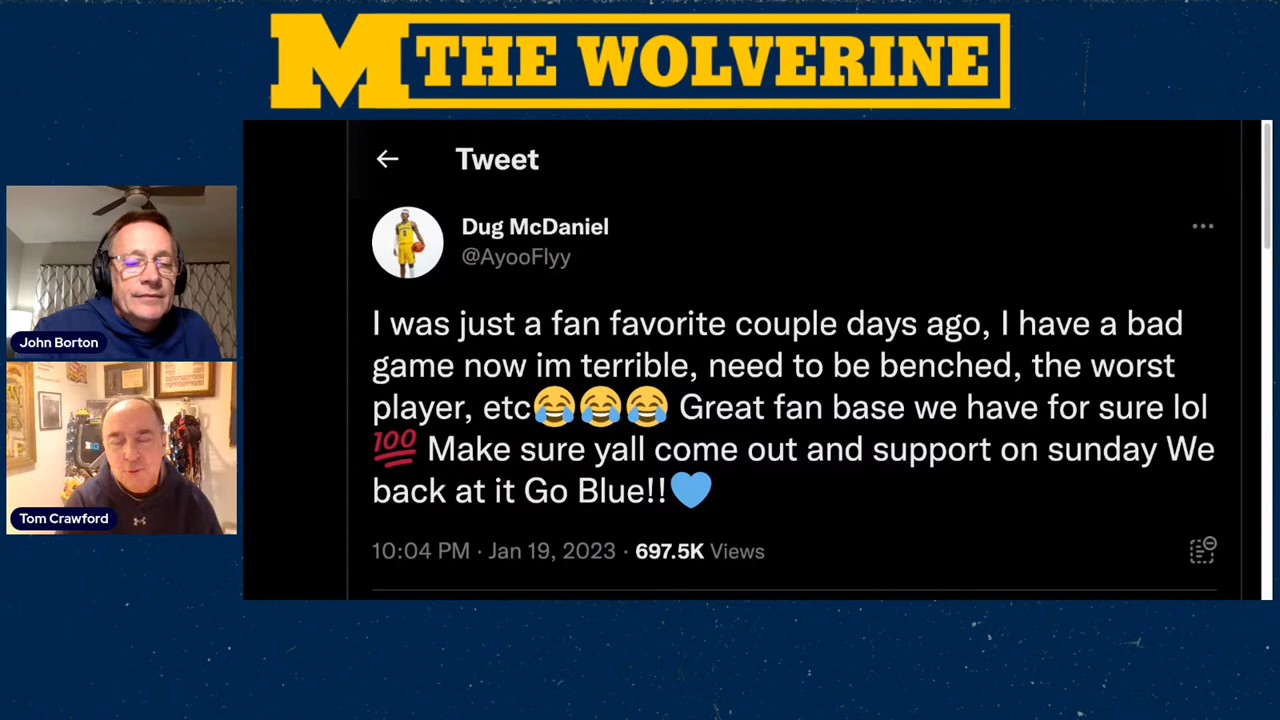 M THE WOLVERINE
Tweet
Dug McDaniel
@AyooFlyy
I was just a fan favorite couple days ago, I have a bad
game now im terrible, need to be benched, the worst
player, etc😂😂😂 Great fan base we have for sure lol
💯 Make sure yall come out and support on sunday We
back at it Go Blue!!💙
10:04 PM · Jan 19, 2023 · 697.5K Views
John Borton
Tom Crawford